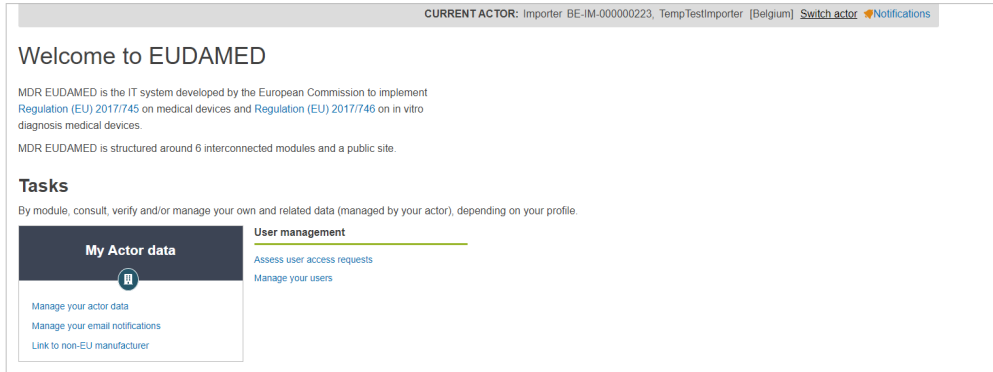 CURRENT ACTOR: Importer BE-IM-000000223, TempTestImporter [Belgium] Switch actor Notifications
Welcome to EUDAMED
MDR EUDAMED is the IT system developed by the European Commission to implement
Regulation (EU) 2017/745 on medical devices and Regulation (EU) 2017/746 on in vitro
diagnosis medical devices.
MDR EUDAMED is structured around 6 interconnected modules and a public site.
Tasks
By module, consult, verify and/or manage your own and related data (managed by your actor), depending on your profile.
My Actor data
Manage your actor data
Manage your email notifications
Link to non-EU manufacturer
User management
Assess user access requests
Manage your users